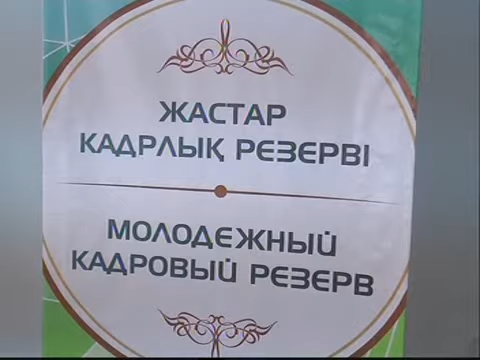 ЖАСТАР
КАДРЛЫҚ РЕЗЕРВІ
МОЛОДЕЖНЫЙ
КАДРОВЫЙ РЕЗЕРВ